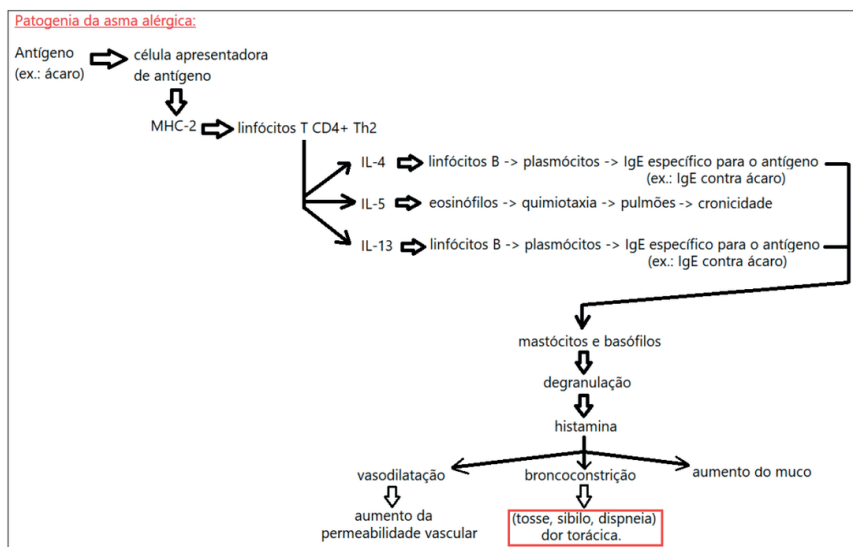 Patogenia da asma alérgica:
Antígeno
(ex.: ácaro)
célula apresentadora
de antígeno
MHC-2
linfócitos T CD4+ Th2
IL-4
linfócitos B -> plasmócitos -> IgE específico para o antígeno
(ex.: IgE contra ácaro)
IL-5
eosinófilos -> quimiotaxia -> pulmões -> cronicidade
IL-13
linfócitos B -> plasmócitos -> IgE específico para o antígeno
(ex.: IgE contra ácaro)
mastócitos e basófilos
degranulação
histamina
vasodilatação
broncoconstrição
aumento do muco
aumento da
permeabilidade vascular
(tosse, sibilo, dispneia)
dor torácica.